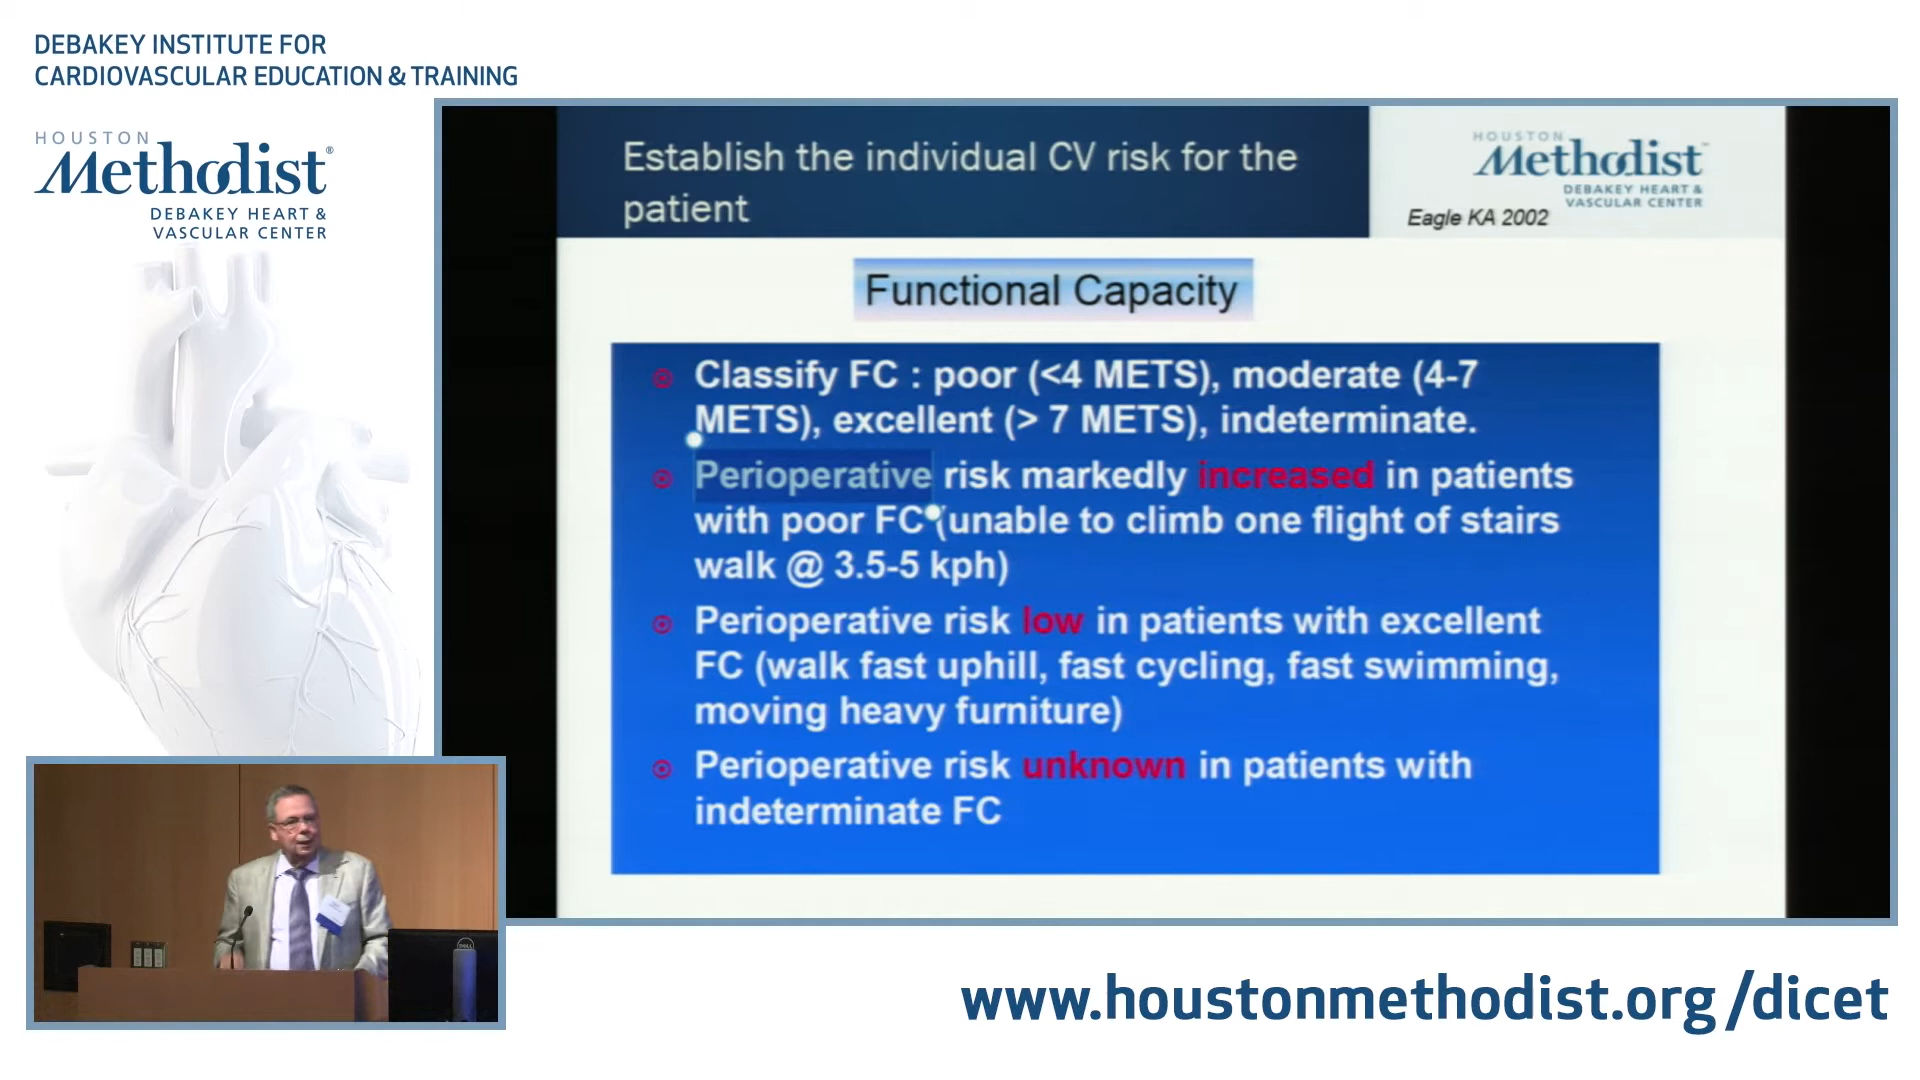 DEBAKEY INSTITUTE FOR
CARDIOVASCULAR EDUCATION & TRAINING
HOUSTON
Methodist®
DEBAKEY HEART &
VASCULAR CENTER
Establish the individual CV risk for the
patient
HOUSTON
Methodist
DEBAKEY HEART &
VASCULAR CENTER
Eagle KA 2002
Functional Capacity
Classify FC : poor (<4 METS), moderate (4-7
METS), excellent (> 7 METS), indeterminate.
Perioperative risk markedly increased in patients
with poor FC (unable to climb one flight of stairs
walk @ 3.5-5 kph)
Perioperative risk low in patients with excellent
FC (walk fast uphill, fast cycling, fast swimming,
moving heavy furniture)
Perioperative risk unknown in patients with
indeterminate FC
DELL
www.houstonmethodist.org/dicet